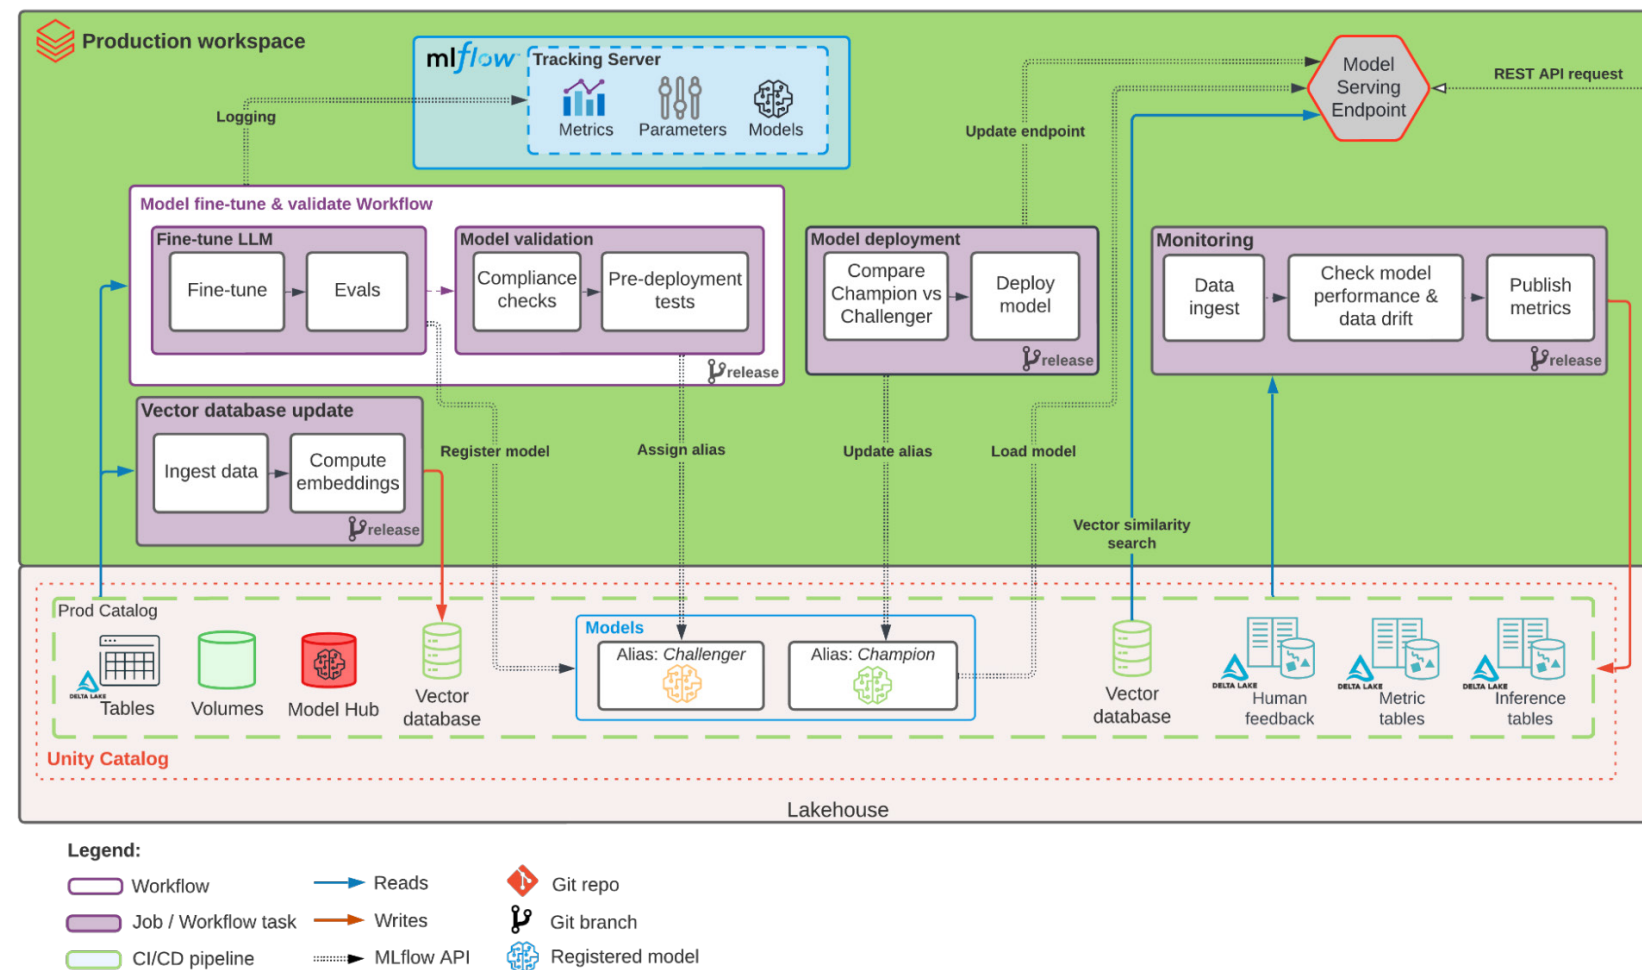 Production workspace
mlflow
Tracking Server
Metrics
Parameters
Models
Logging
Update endpoint
Model
Serving
Endpoint
REST API request
Model fine-tune & validate Workflow
Fine-tune LLM
Fine-tune
Evals
Model validation
Compliance
checks
Pre-deployment
tests
release
Model deployment
Compare
Champion vs
Challenger
Deploy
model
release
Monitoring
Data
ingest
Check model
performance &
data drift
Publish
metrics
release
Vector database update
Ingest data
Compute
embeddings
release
Register model
Assign alias
Update alias
Load model
Vector similarity
search
Prod Catalog
DELTA LAKE
Tables
Volumes
Model Hub
Vector
database
Models
Alias: Challenger
Alias: Champion
Vector
database
DELTA LAKE
Human
feedback
DELTA LAKE
Metric
tables
DELTA LAKE
Inference
tables
Unity Catalog
Lakehouse
Legend:
Workflow
Reads
Git repo
Job / Workflow task
Writes
Git branch
CI/CD pipeline
MLflow API
Registered model